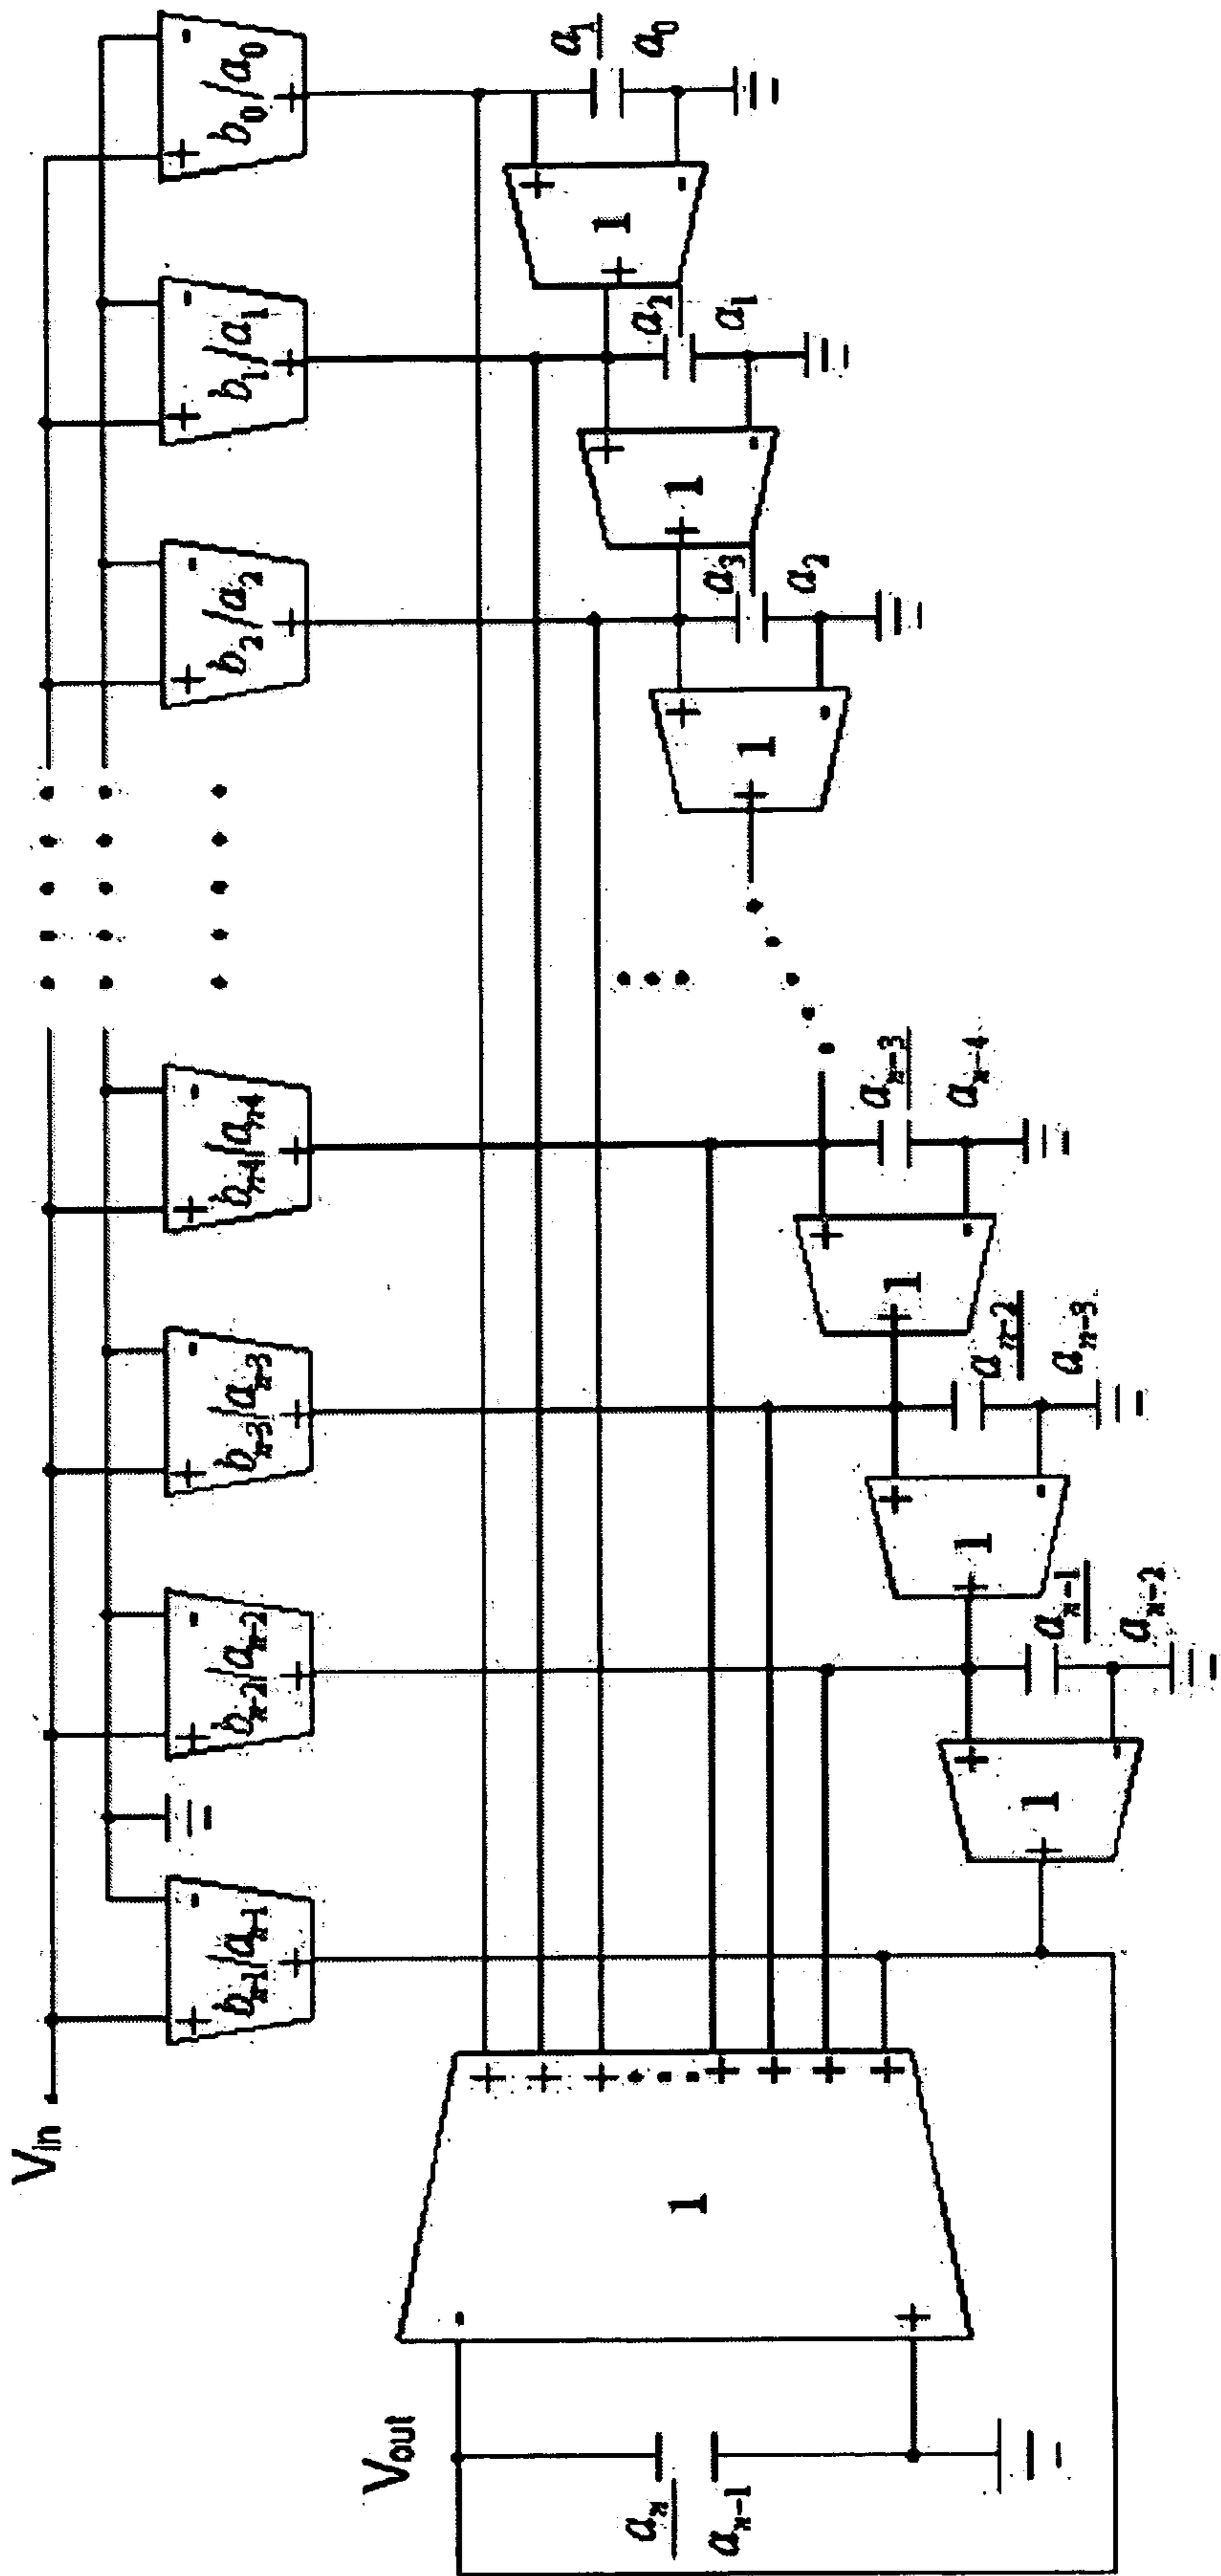 Vin
b_{n-1}/a_{n-1}
b_{n-2}/a_{n-2}
b_{n-3}/a_{n-3}
b_{n-4}/a_{n-4}
b_2/a_2
b_1/a_1
b_0/a_0
+ - +
+ - +
+ - +
+ - +
+ - +
+ - +
+ - +
Vout
a_n
a_{n-1}
1
- +
+ + + + + + +
1
+ + -
a_{n-1}
a_{n-2}
1
+ + -
a_{n-2}
a_{n-3}
1
+ + -
a_{n-3}
a_{n-4}
1
+ + -
a_3
a_2
1
+ + -
a_2
a_1
1
+ + -
a_1
a_0